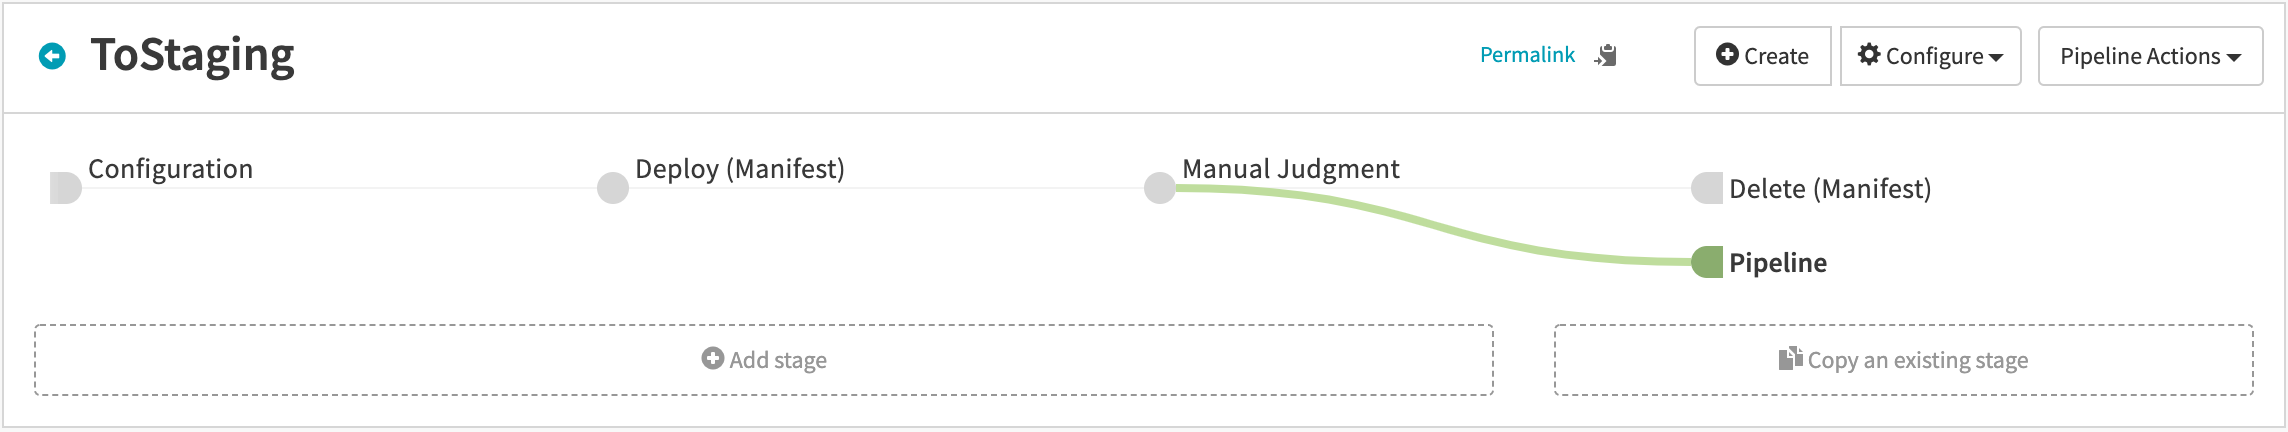 ToStaging
Permalink
Create
Configure
Pipeline Actions
Configuration
Deploy (Manifest)
Manual Judgment
Delete (Manifest)
Pipeline
Add stage
Copy an existing stage